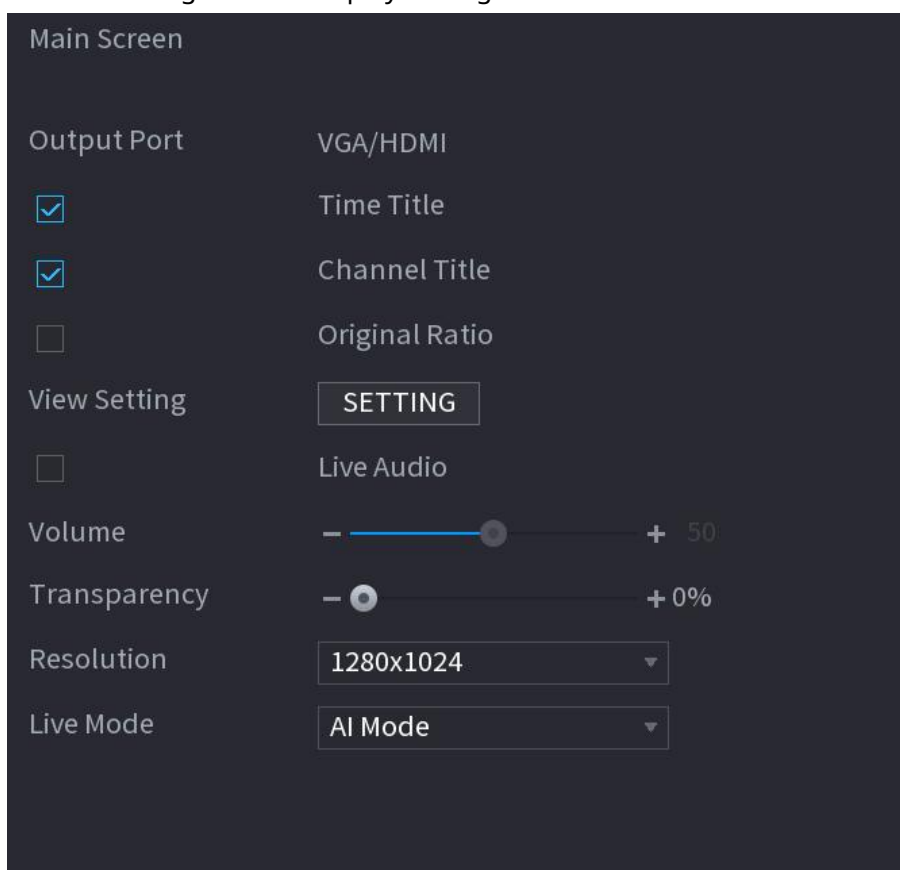 Main Screen
Output Port VGA/HDMI
Time Title
Channel Title
Original Ratio
View Setting SETTING
Live Audio
Volume − + 50
Transparency − + 0%
Resolution 1280x1024
Live Mode AI Mode